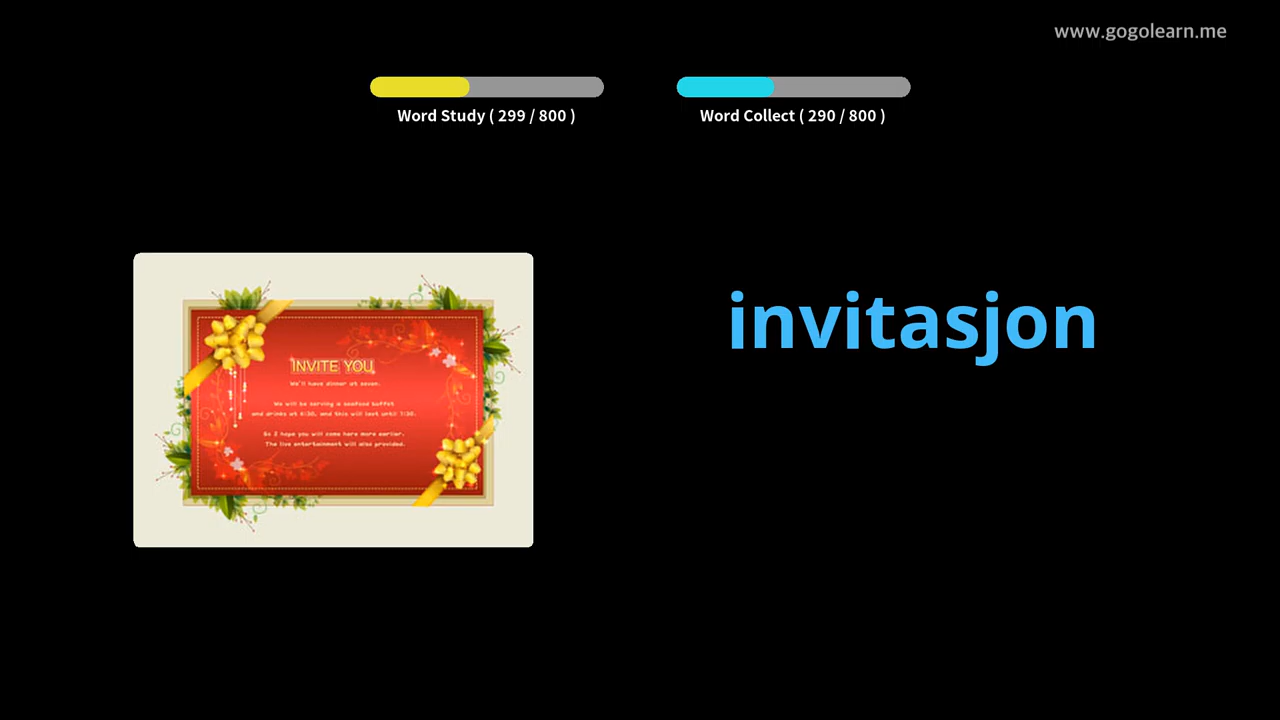 www.gogolearn.me
Word Study ( 299 / 800 )
Word Collect ( 290 / 800 )
invitasjon
INVITE YOU
We'll have dinner at seven.
We will be serving a seafood buffet
and drinks at 6:30, and this will last until 7:30.
So I hope you will come here more earlier.
The live entertainment will also provided.